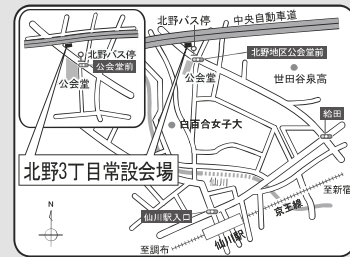 北野バス停
公会堂前
公会堂
北野バス停
中央自動車道
北野地区公会堂前
公会堂
世田谷泉高
白百合女子大
給田
北野3丁目常設会場
仙川
至新宿
京王線
仙川駅入口
仙川駅
至調布
N